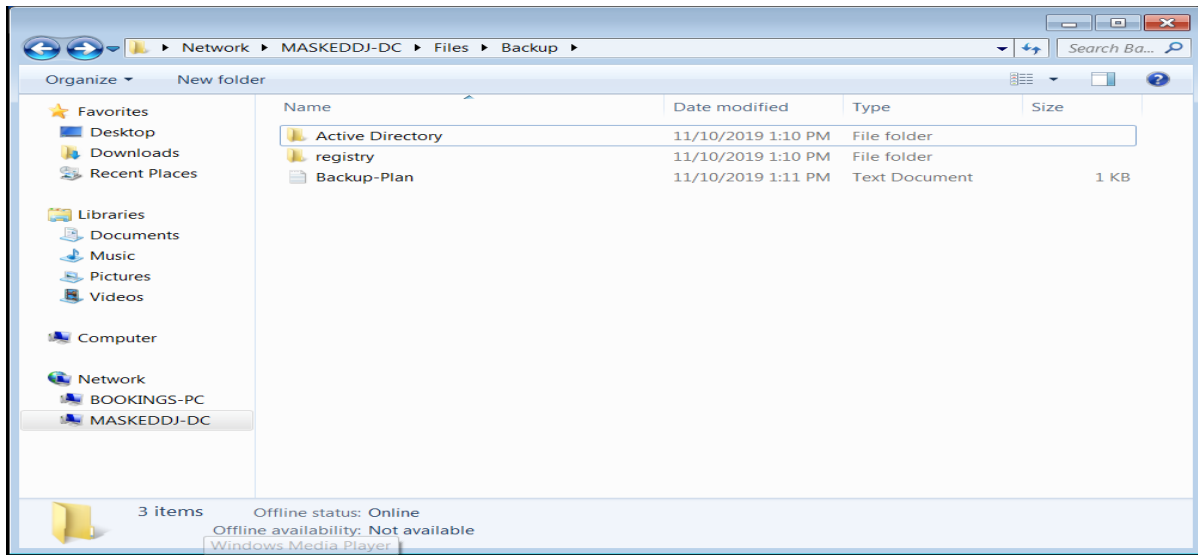 Network ▸ MASKEDDJ-DC ▸ Files ▸ Backup ▸
Search Ba...
Organize
New folder
Name Date modified Type Size
Favorites
Desktop
Downloads
Recent Places
Libraries
Documents
Music
Pictures
Videos
Computer
Network
BOOKINGS-PC
MASKEDDJ-DC
Active Directory 11/10/2019 1:10 PM File folder
registry 11/10/2019 1:10 PM File folder
Backup-Plan 11/10/2019 1:11 PM Text Document 1 KB
3 items Offline status: Online
Offline availability: Not available
Windows Media Player